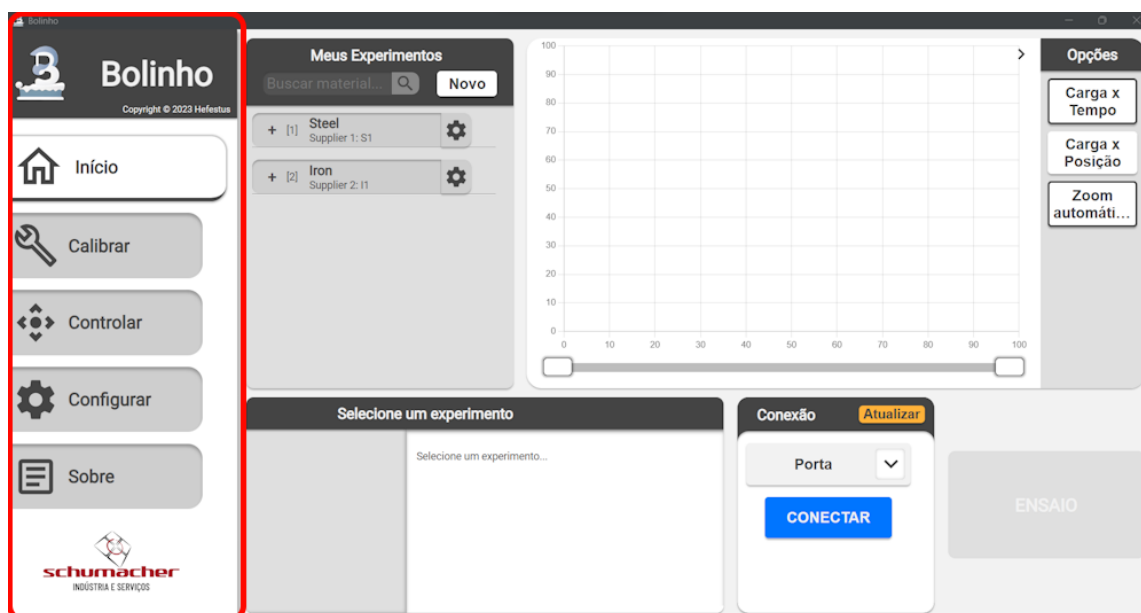 Bolinho
Bolinho
Copyright © 2023 Hefestus
Início
Calibrar
Controlar
Configurar
Sobre
schumacher
INDÚSTRIA E SERVIÇOS
Meus Experimentos
Buscar material...
Novo
+ [1] Steel
Supplier 1: S1
+ [2] Iron
Supplier 2: I1
100
90
80
70
60
50
40
30
20
10
0
0 10 20 30 40 50 60 70 80 90 100
Opções
Carga x
Tempo
Carga x
Posição
Zoom
automáti...
Selecione um experimento
Selecione um experimento...
Conexão
Atualizar
Porta
CONECTAR
ENSAIO